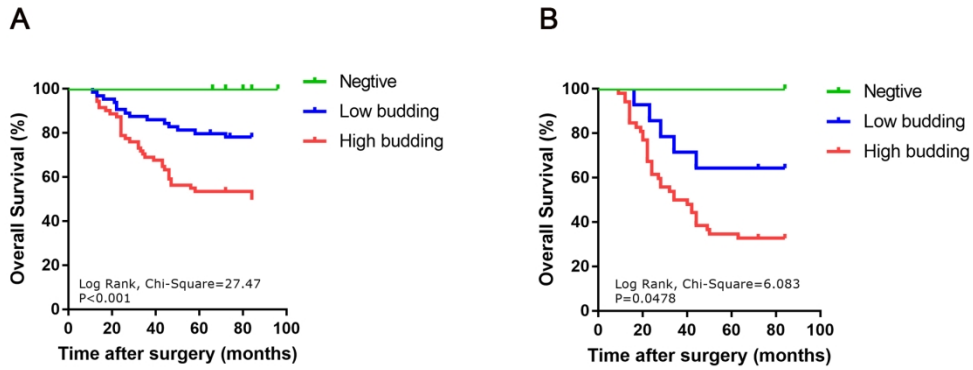 A
Overall Survival (%)
100
80
60
40
20
0
0 20 40 60 80 100
Time after surgery (months)
Log Rank, Chi-Square=27.47
P<0.001
Negtive
Low budding
High budding
B
Overall Survival (%)
100
80
60
40
20
0
0 20 40 60 80 100
Time after surgery (months)
Log Rank, Chi-Square=6.083
P=0.0478
Negtive
Low budding
High budding